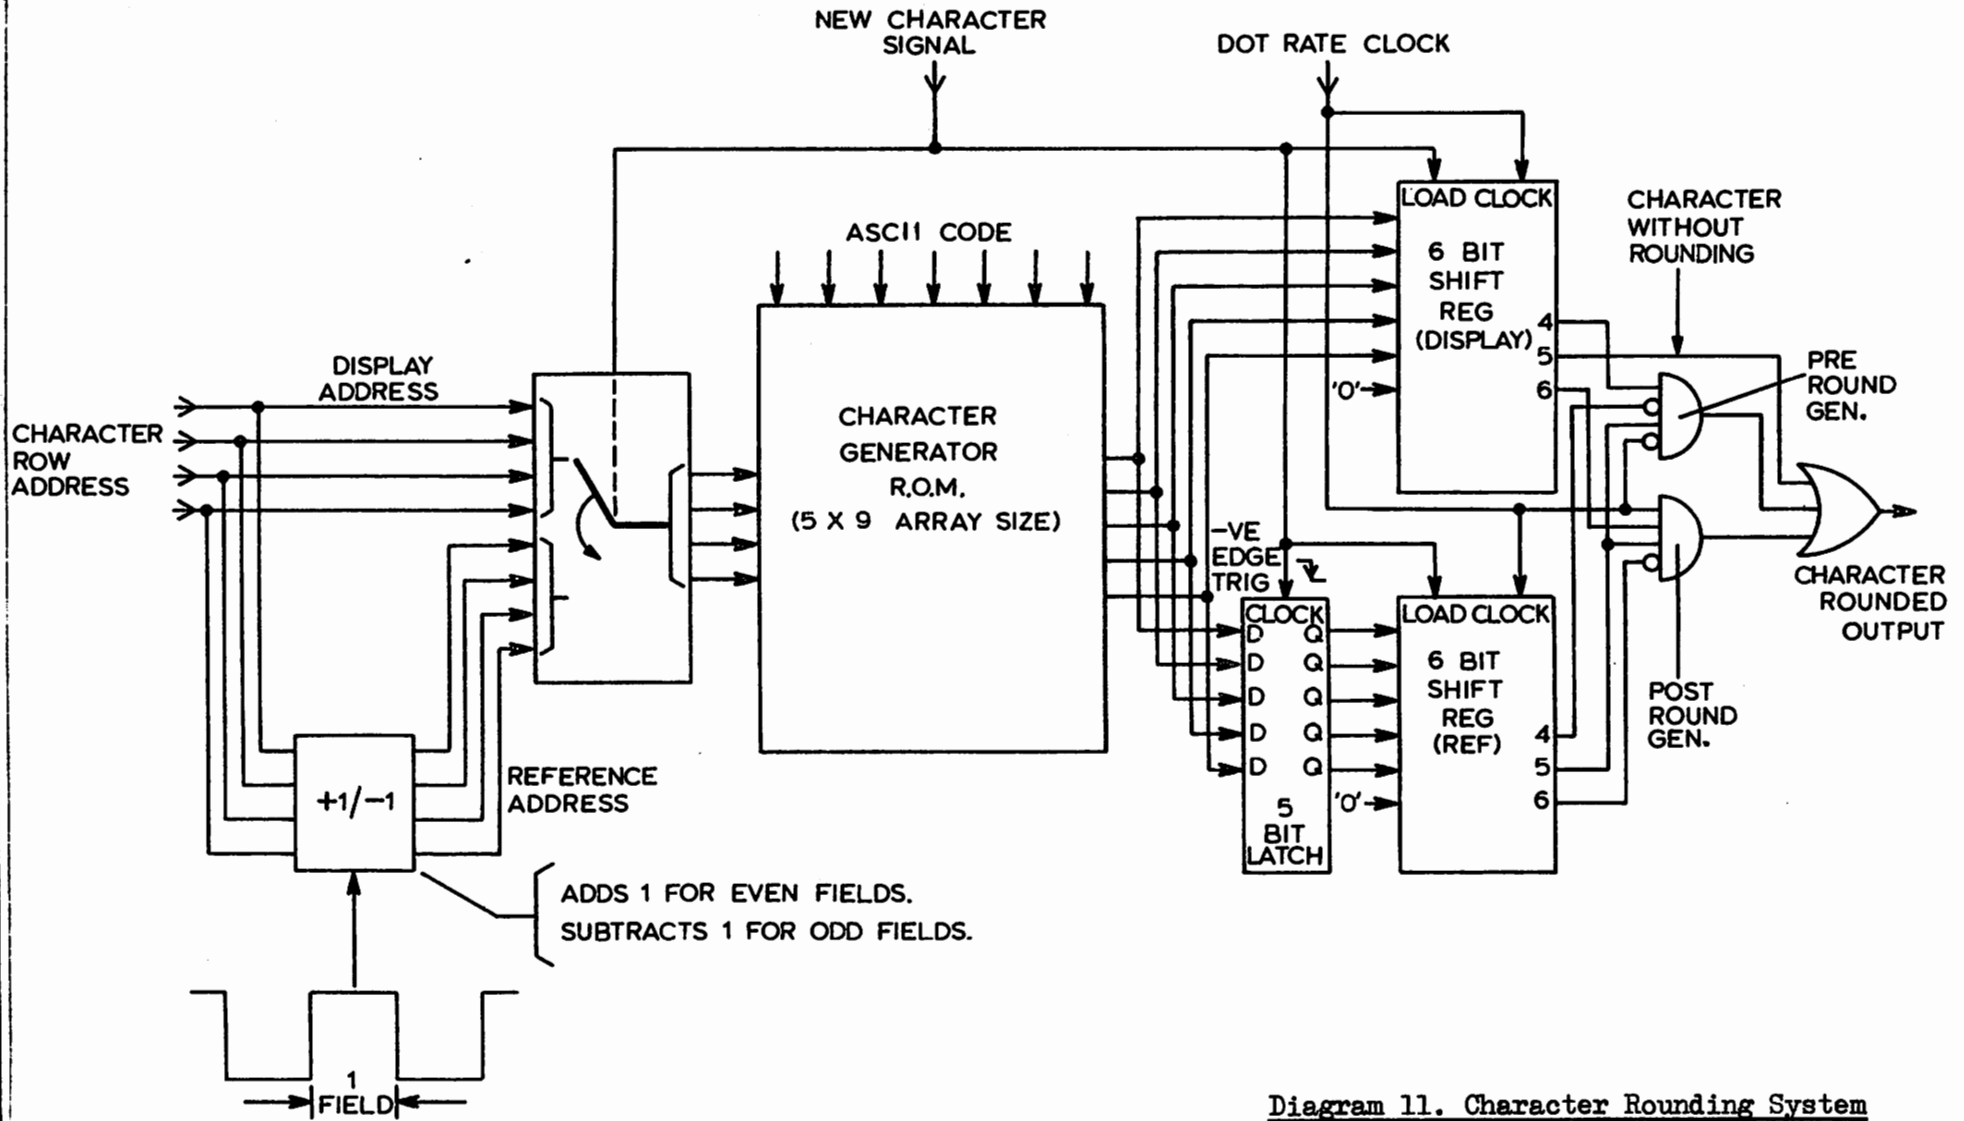 NEW CHARACTER
SIGNAL
DOT RATE CLOCK
ASC11 CODE
DISPLAY
ADDRESS
CHARACTER
ROW
ADDRESS
CHARACTER
GENERATOR
R.O.M.
(5 X 9 ARRAY SIZE)
LOAD CLOCK
6 BIT
SHIFT
REG
(DISPLAY)
4
5
6
'0'
CHARACTER
WITHOUT
ROUNDING
PRE
ROUND
GEN.
-VE
EDGE
TRIG
CLOCK
D Q
D Q
D Q
D Q
D Q
5
BIT
LATCH
LOAD CLOCK
6 BIT
SHIFT
REG
(REF)
4
5
6
'0'
CHARACTER
ROUNDED
OUTPUT
POST
ROUND
GEN.
+1/-1
REFERENCE
ADDRESS
ADDS 1 FOR EVEN FIELDS.
SUBTRACTS 1 FOR ODD FIELDS.
1
FIELD
Diagram 11. Character Rounding System